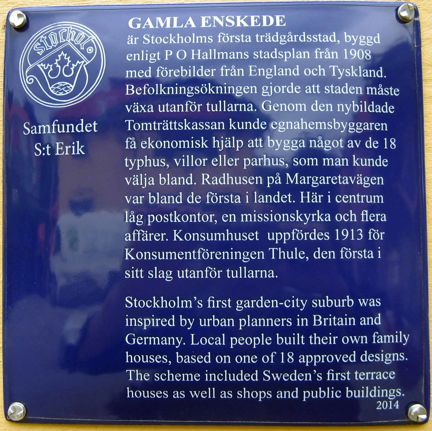 GAMLA ENSKEDE
är Stockholms första trädgårdsstad, byggd
enligt P O Hallmans stadsplan från 1908
med förebilder från England och Tyskland.
Befolkningsökningen gjorde att staden måste
växa utanför tullarna. Genom den nybildade
Tomträttskassan kunde egnahemsbyggaren
få ekonomisk hjälp att bygga något av de 18
typhus, villor eller parhus, som man kunde
välja bland. Radhusen på Margaretavägen
var bland de första i landet. Här i centrum
låg postkontor, en missionskyrka och flera
affärer. Konsumhuset uppfördes 1913 för
Konsumentföreningen Thule, den första i
sitt slag utanför tullarna.
Stockholm's first garden-city suburb was
inspired by urban planners in Britain and
Germany. Local people built their own family
houses, based on one of 18 approved designs.
The scheme included Sweden's first terrace
houses as well as shops and public buildings.
2014
Samfundet
S:t Erik